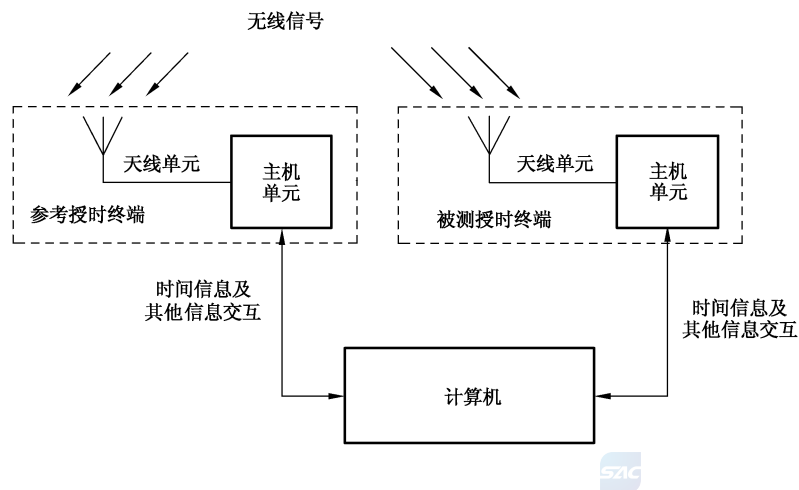 无线信号
天线单元
主机
单元
参考授时终端
天线单元
主机
单元
被测授时终端
时间信息及
其他信息交互
时间信息及
其他信息交互
计算机
SAC